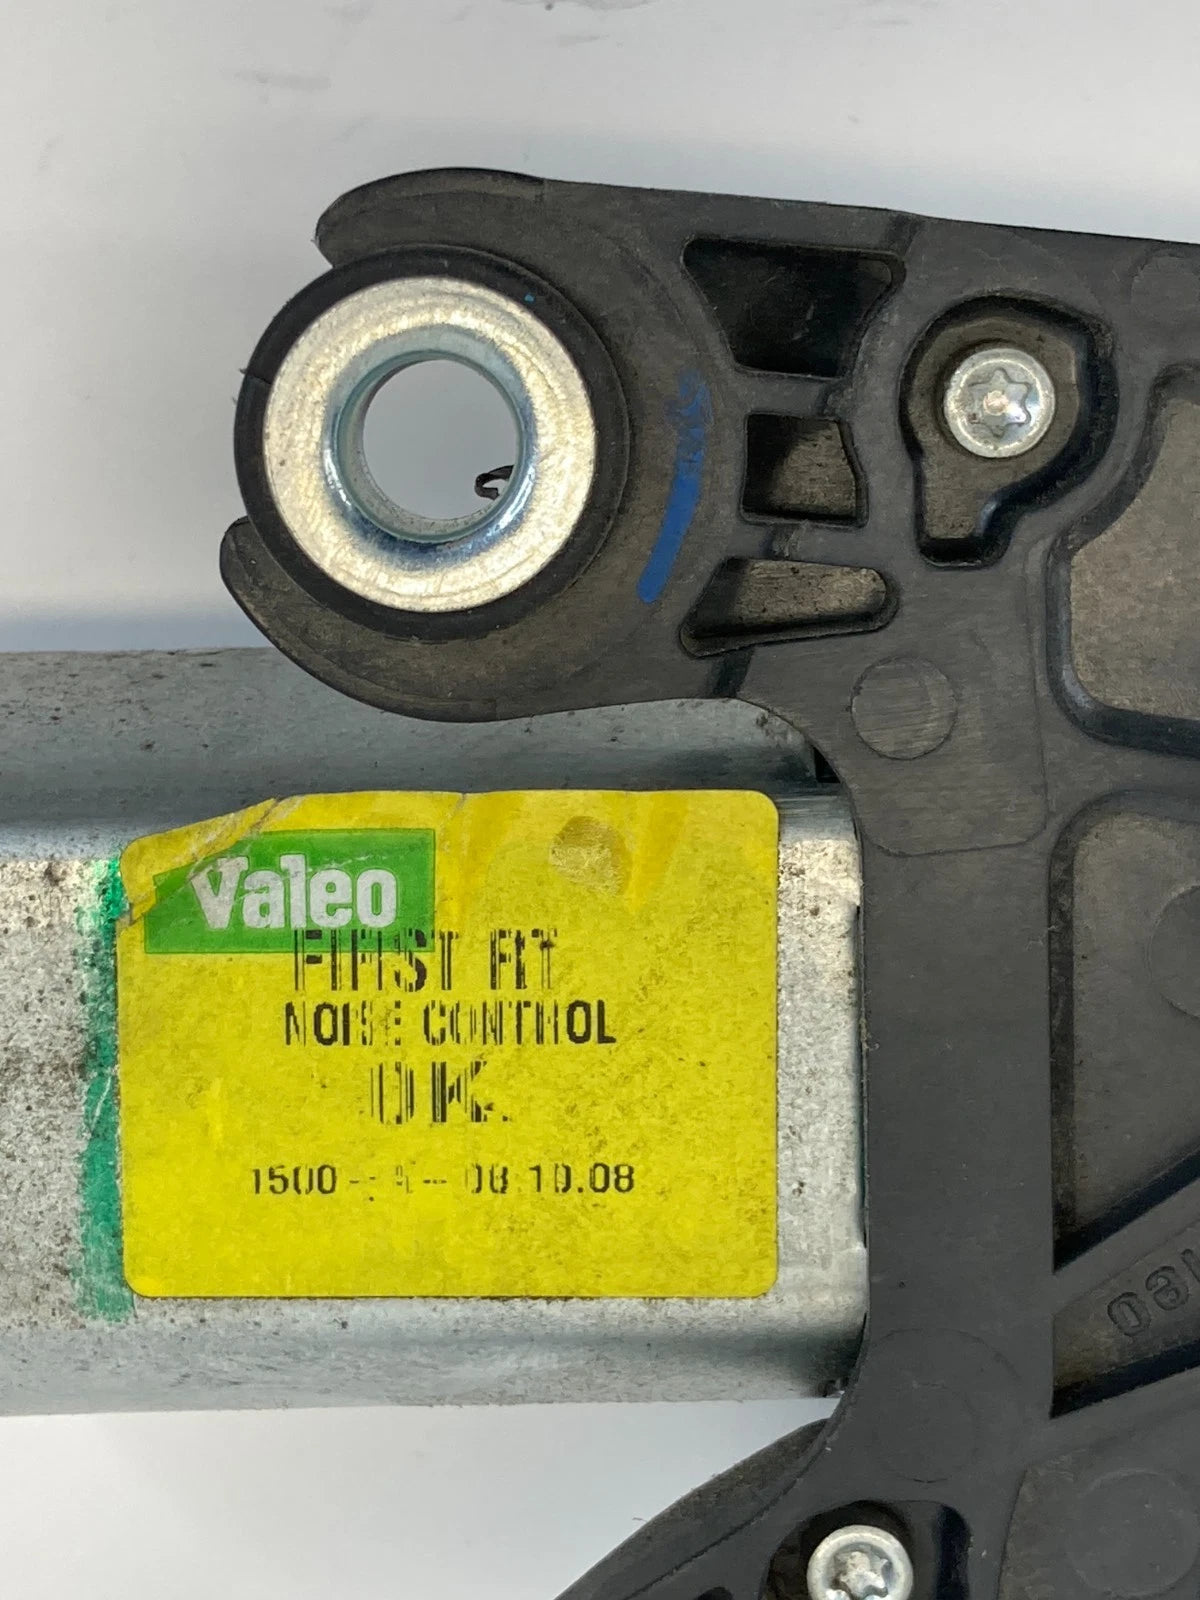 Valeo
FIRST FIT
NOISE CONTROL
OK.
1500 08.10.08